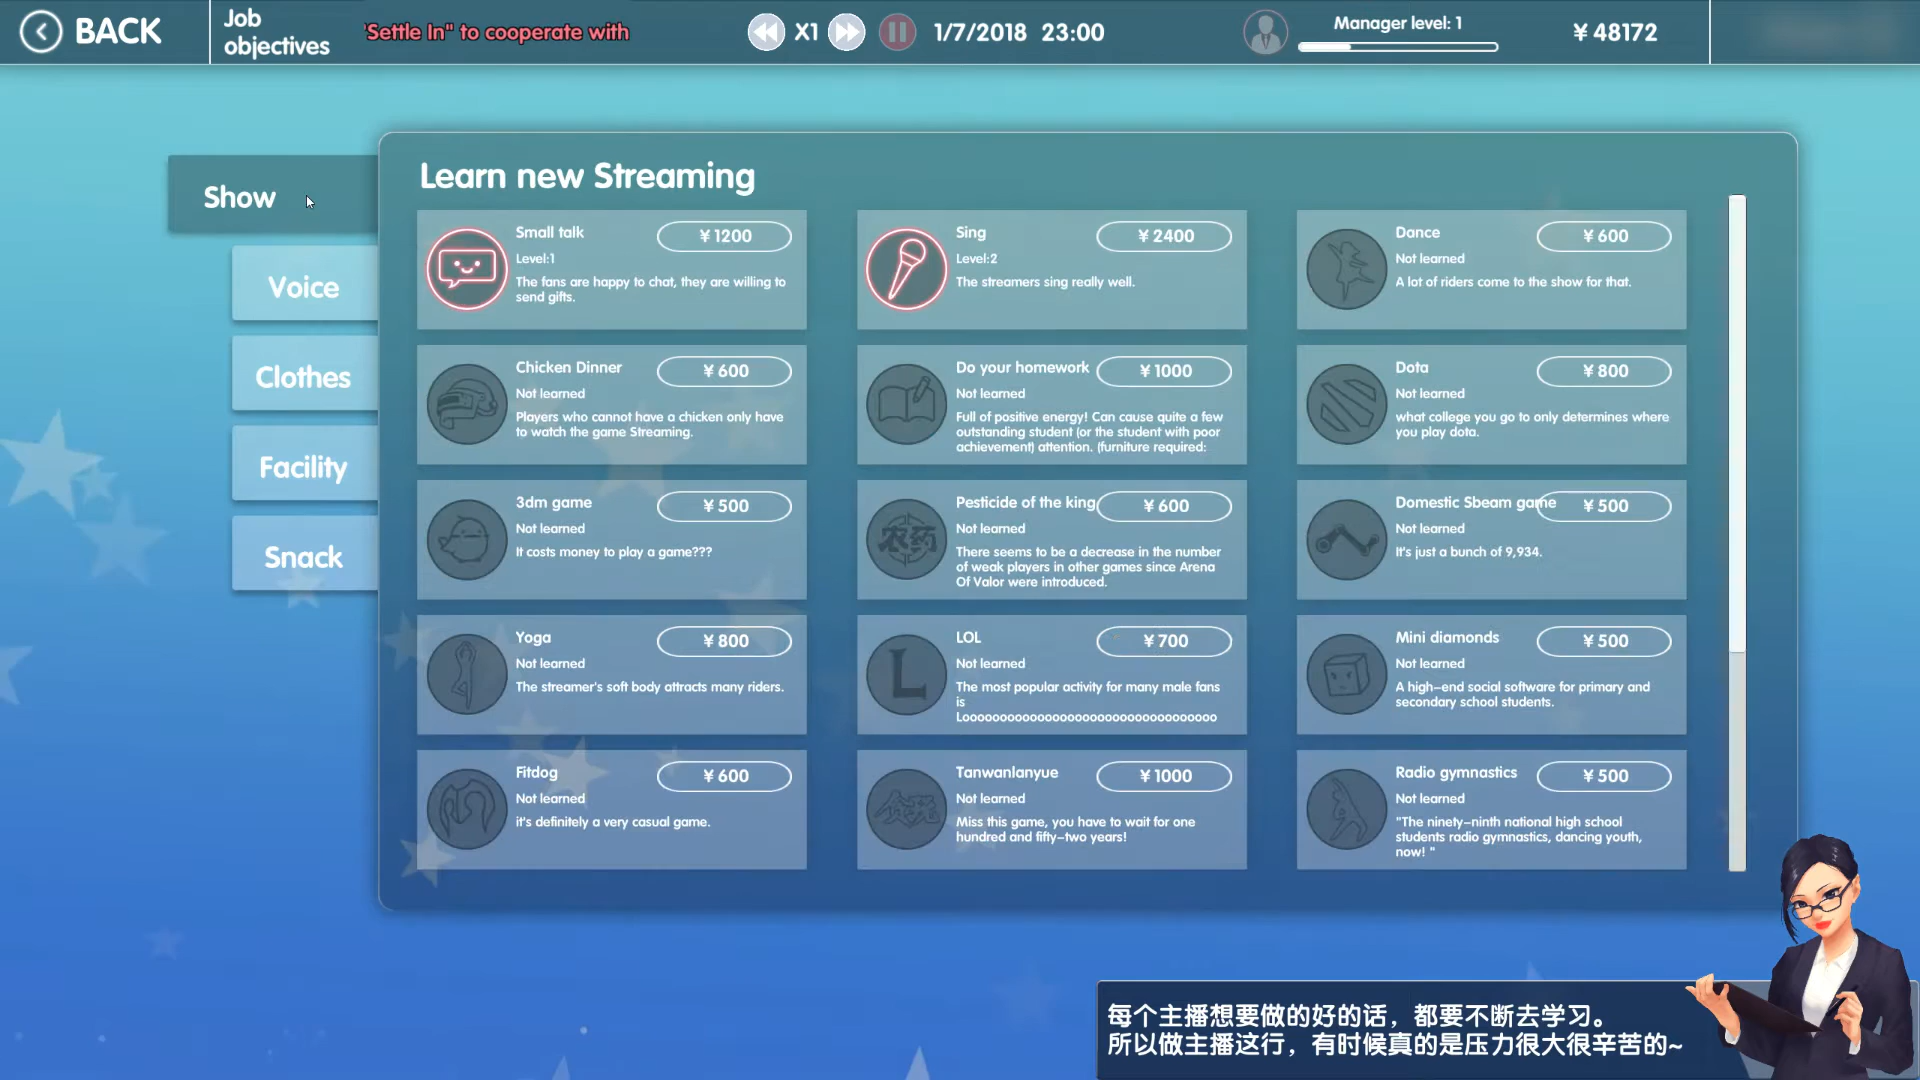 BACK
Job
objectives
'Settle In" to cooperate with
X1
1/7/2018 23:00
Manager level: 1
¥ 48172
Show
Voice
Clothes
Facility
Snack
Learn new Streaming
Small talk
¥ 1200
Level:1
The fans are happy to chat, they are willing to
send gifts.
Sing
¥ 2400
Level:2
The streamers sing really well.
Dance
¥ 600
Not learned
A lot of riders come to the show for that.
Chicken Dinner
¥ 600
Not learned
Players who cannot have a chicken only have
to watch the game Streaming.
Do your homework
¥ 1000
Not learned
Full of positive energy! Can cause quite a few
outstanding student (or the student with poor
achievement) attention. (furniture required:
Dota
¥ 800
Not learned
what college you go to only determines where
you play dota.
3dm game
¥ 500
Not learned
It costs money to play a game???
农药
Pesticide of the king
¥ 600
Not learned
There seems to be a decrease in the number
of weak players in other games since Arena
Of Valor were introduced.
Domestic Sbeam game
¥ 500
Not learned
It's just a bunch of 9,934.
Yoga
¥ 800
Not learned
The streamer's soft body attracts many riders.
L
LOL
¥ 700
Not learned
The most popular activity for many male fans
is
Looooooooooooooooooooooooooooooooooo
Mini diamonds
¥ 500
Not learned
A high-end social software for primary and
secondary school students.
Fitdog
¥ 600
Not learned
it's definitely a very casual game.
贪玩
Tanwanlanyue
¥ 1000
Not learned
Miss this game, you have to wait for one
hundred and fifty-two years!
Radio gymnastics
¥ 500
Not learned
"The ninety-ninth national high school
students radio gymnastics, dancing youth,
now! "
每个主播想要做的好的话，都要不断去学习。
所以做主播这行，有时候真的是压力很大很辛苦的~